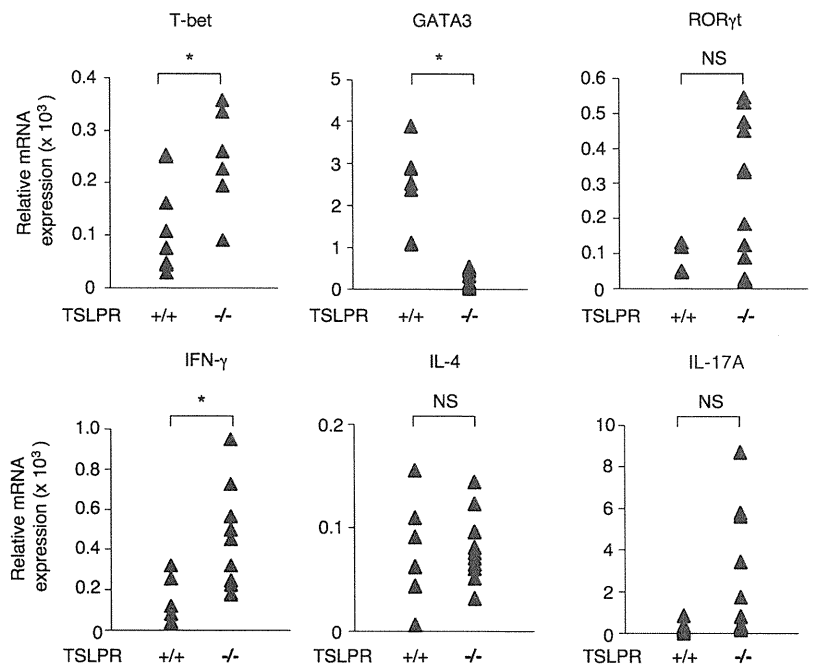 T-bet
GATA3
RORγt
*
*
NS
Relative mRNA
expression (x 10³)
0.4
0.3
0.2
0.1
0
5
4
3
2
1
0
0.6
0.5
0.4
0.3
0.2
0.1
0
TSLPR +/+ -/-
TSLPR +/+ -/-
TSLPR +/+ -/-
IFN-γ
IL-4
IL-17A
*
NS
NS
Relative mRNA
expression (x 10³)
1.0
0.8
0.6
0.4
0.2
0
0.2
0.1
0
10
8
6
4
2
0
TSLPR +/+ -/-
TSLPR +/+ -/-
TSLPR +/+ -/-